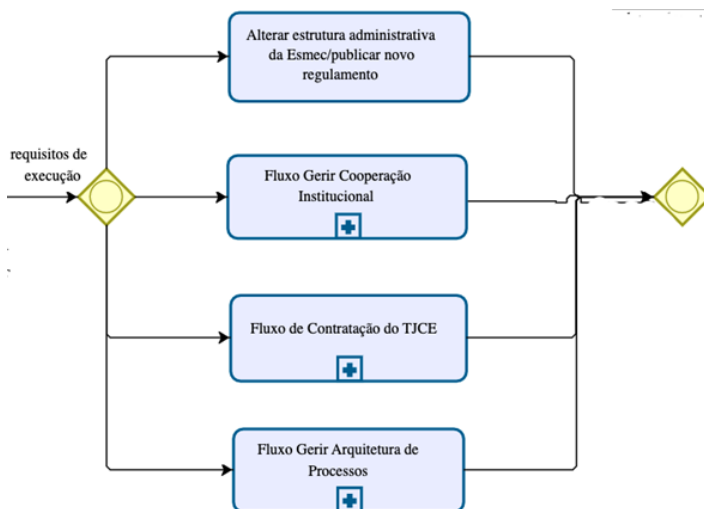 Alterar estrutura administrativa
da Esmec/publicar novo
regulamento
requisitos de
execução
Fluxo Gerir Cooperação
Institucional
Fluxo de Contratação do TJCE
Fluxo Gerir Arquitetura de
Processos